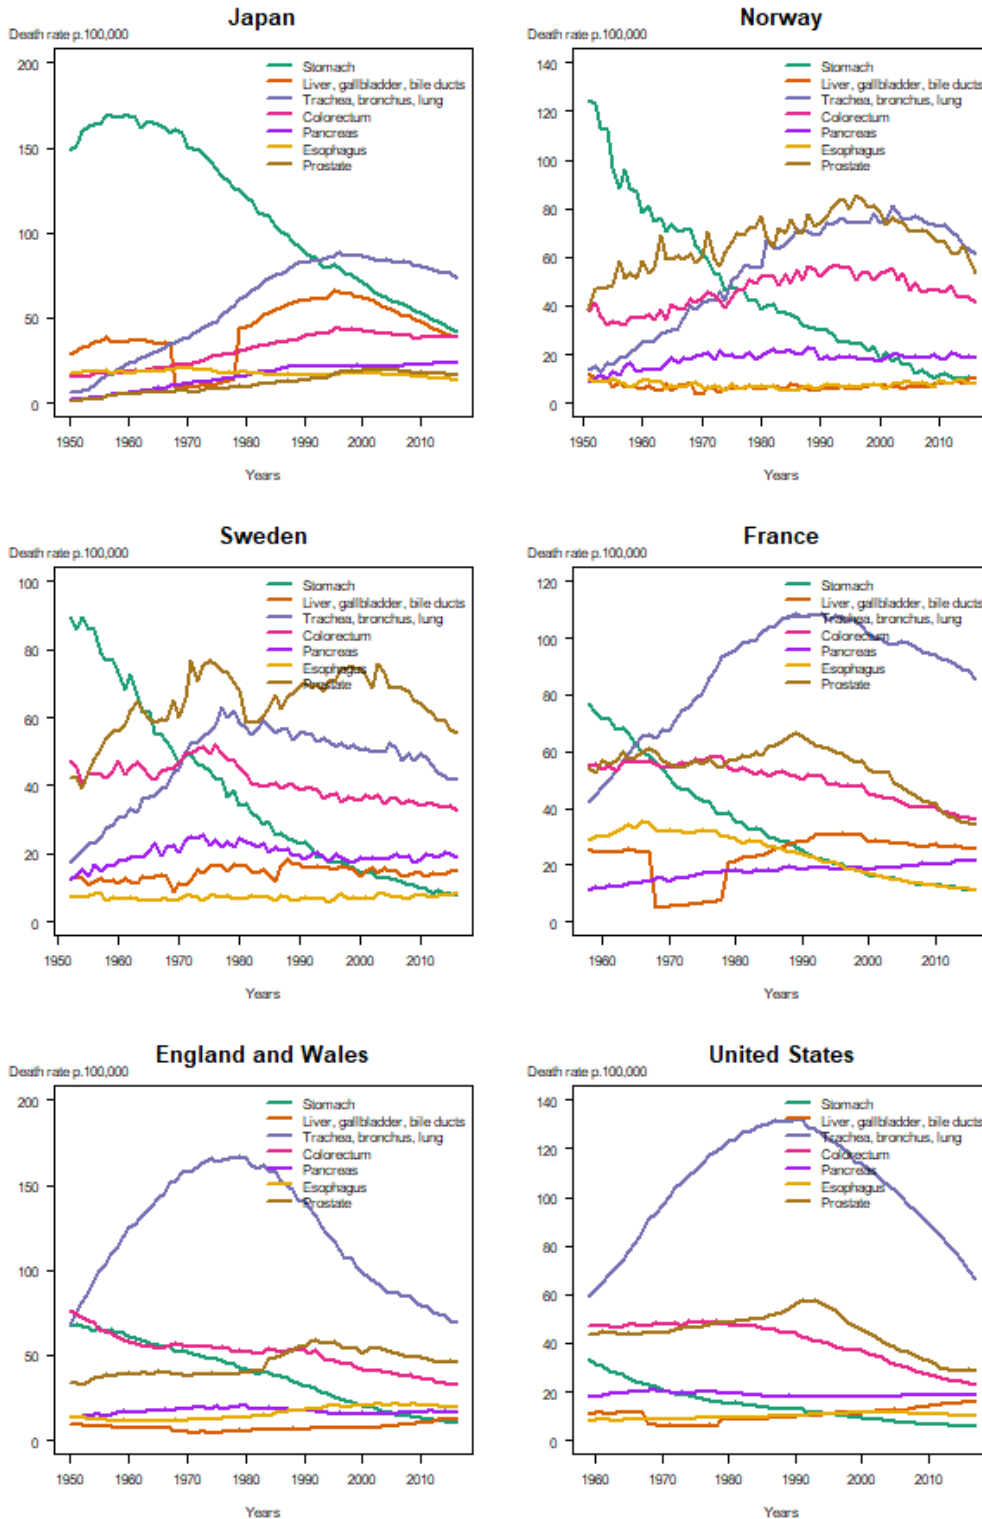 Japan
Death rate p.100,000
200
150
100
50
0
Stomach
Liver, gallbladder, bile ducts
Trachea, bronchus, lung
Colorectum
Pancreas
Esophagus
Prostate
1950 1960 1970 1980 1990 2000 2010
Years
Norway
Death rate p.100,000
140
120
100
80
60
40
20
0
Stomach
Liver, gallbladder, bile ducts
Trachea, bronchus, lung
Colorectum
Pancreas
Esophagus
Prostate
1950 1960 1970 1980 1990 2000 2010
Years
Sweden
Death rate p.100,000
100
80
60
40
20
0
Stomach
Liver, gallbladder, bile ducts
Trachea, bronchus, lung
Colorectum
Pancreas
Esophagus
Prostate
1950 1960 1970 1980 1990 2000 2010
Years
France
Death rate p.100,000
120
100
80
60
40
20
0
Stomach
Liver, gallbladder, bile ducts
Trachea, bronchus, lung
Colorectum
Pancreas
Esophagus
Prostate
1960 1970 1980 1990 2000 2010
Years
England and Wales
Death rate p.100,000
200
150
100
50
0
Stomach
Liver, gallbladder, bile ducts
Trachea, bronchus, lung
Colorectum
Pancreas
Esophagus
Prostate
1950 1960 1970 1980 1990 2000 2010
Years
United States
Death rate p.100,000
140
120
100
80
60
40
20
0
Stomach
Liver, gallbladder, bile ducts
Trachea, bronchus, lung
Colorectum
Pancreas
Esophagus
Prostate
1960 1970 1980 1990 2000 2010
Years